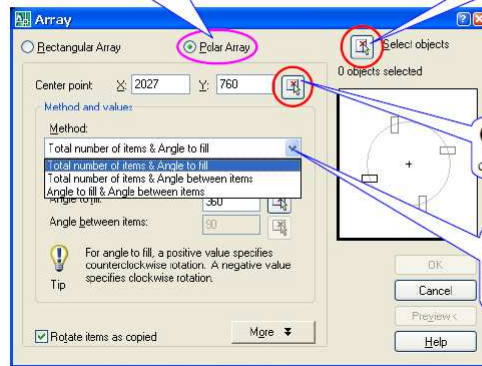 Array
Rectangular Array
Polar Array
Select objects
0 objects selected
Center point X: 2027 Y: 760
Method and values
Method:
Total number of items & Angle to fill
Total number of items & Angle to fill
Total number of items & Angle between items
Angle to fill & Angle between items
Angle to fill: 360
Angle between items: 90
For angle to fill, a positive value specifies
counterclockwise rotation. A negative value
specifies clockwise rotation.
Tip
OK
Cancel
Preview <
Rotate items as copied
More
Help